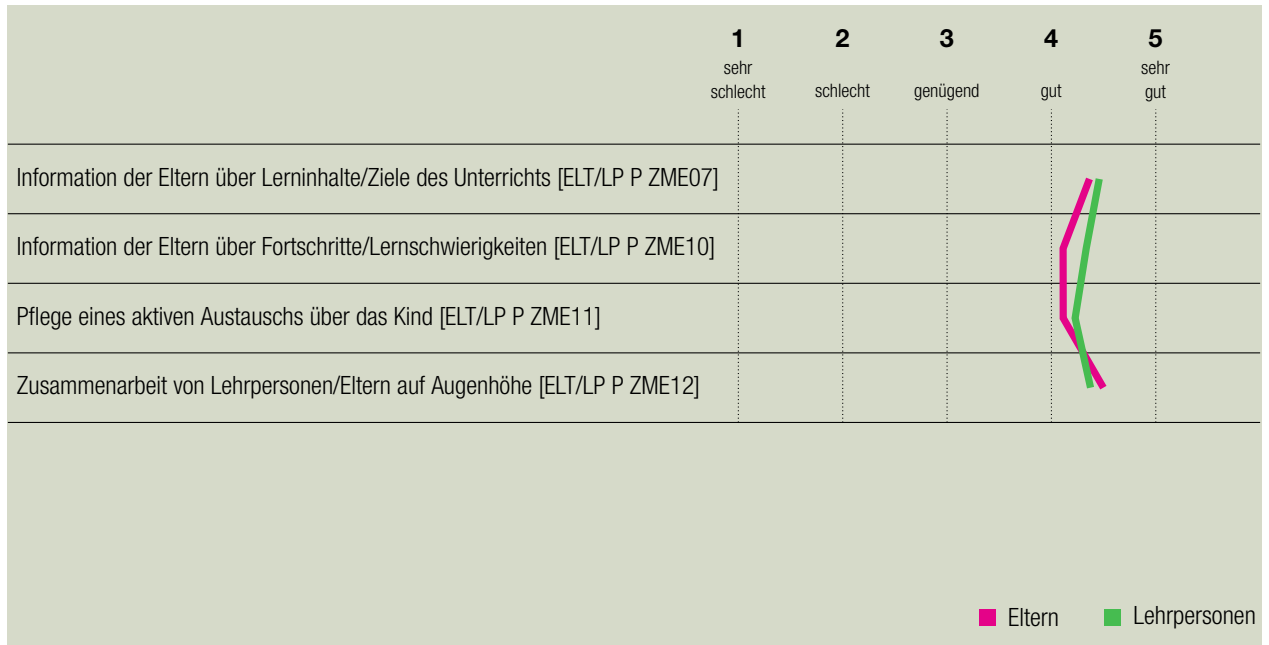 1 2 3 4 5
sehr schlecht schlecht genügend gut sehr gut
Information der Eltern über Lerninhalte/Ziele des Unterrichts [ELT/LP P ZME07]
Information der Eltern über Fortschritte/Lernschwierigkeiten [ELT/LP P ZME10]
Pflege eines aktiven Austauschs über das Kind [ELT/LP P ZME11]
Zusammenarbeit von Lehrpersonen/Eltern auf Augenhöhe [ELT/LP P ZME12]
Eltern Lehrpersonen